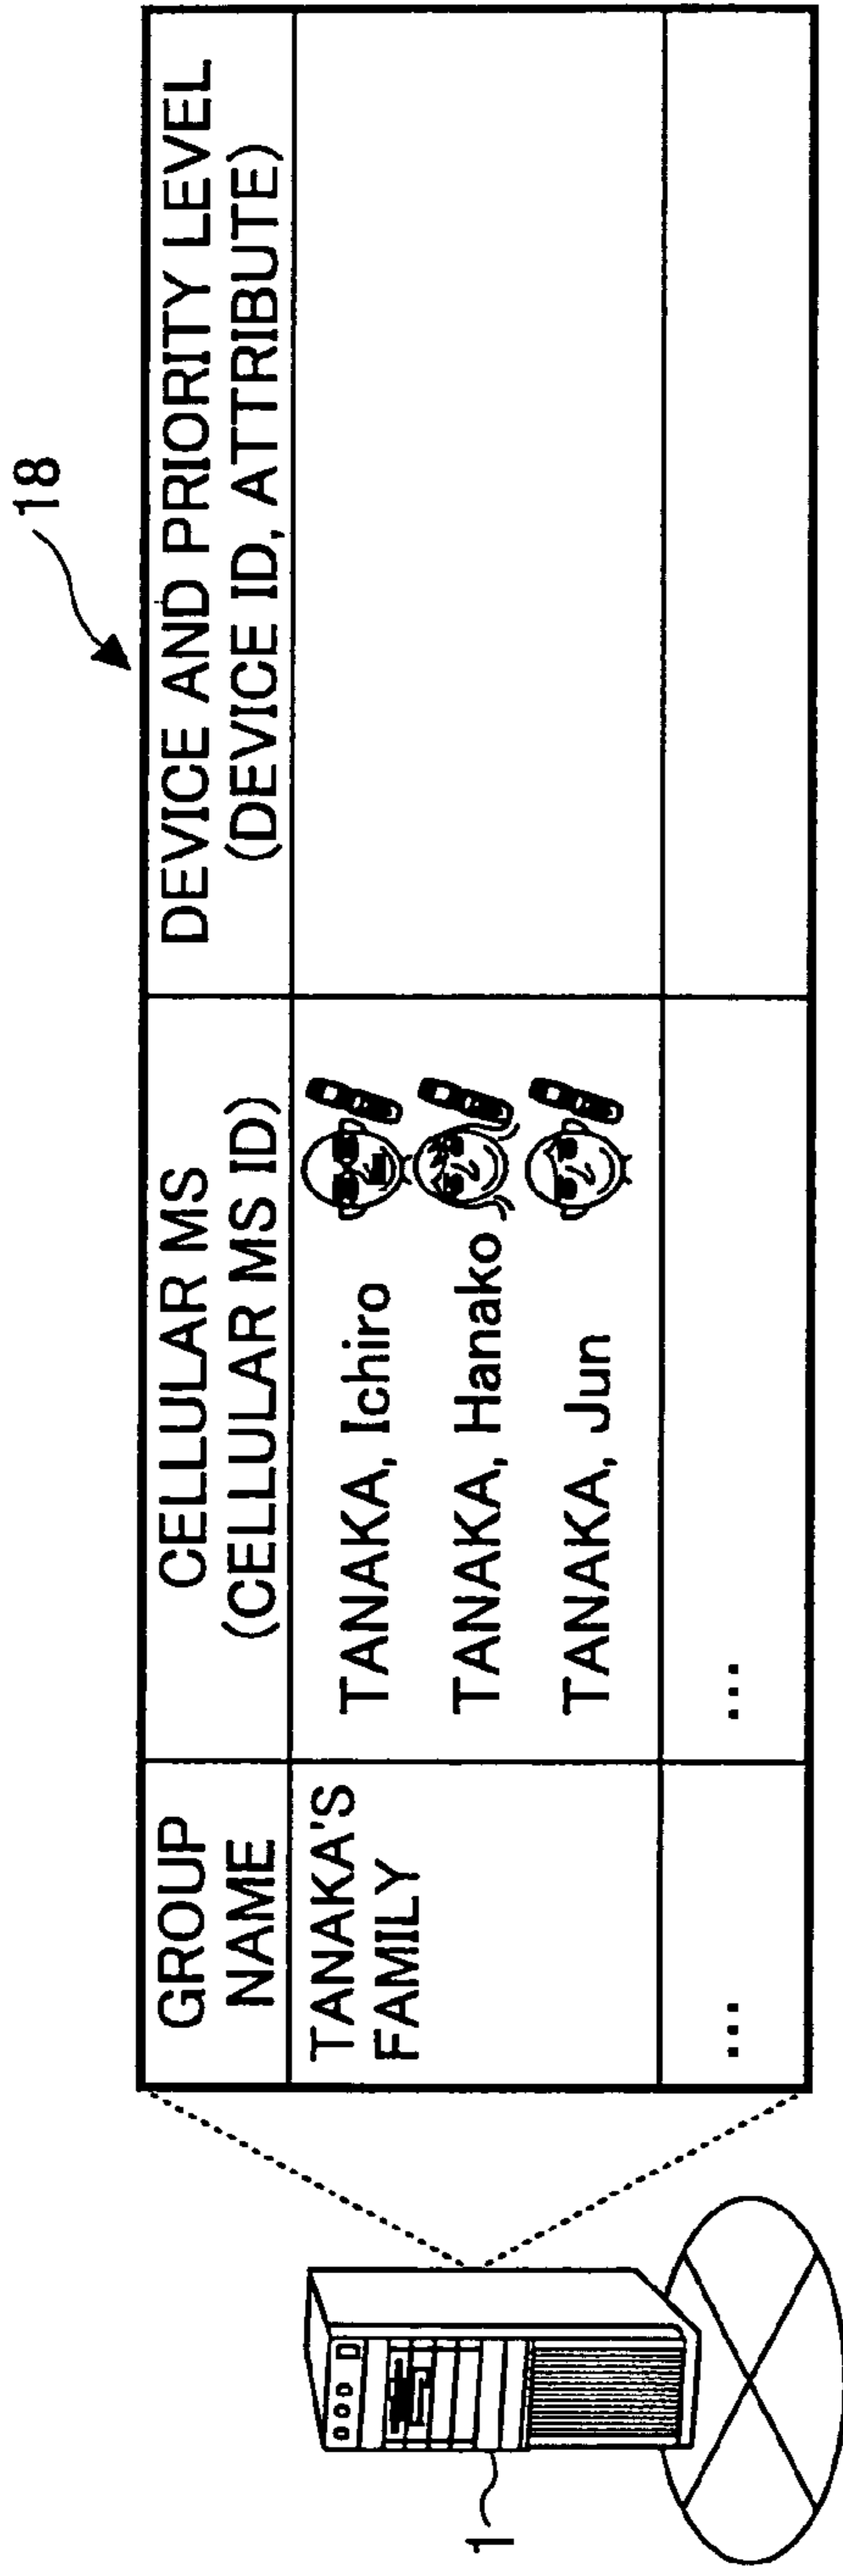 18
GROUP
NAME
CELLULAR MS
(CELLULAR MS ID)
DEVICE AND PRIORITY LEVEL
(DEVICE ID, ATTRIBUTE)
TANAKA'S
FAMILY
TANAKA, Ichiro
TANAKA, Hanako
TANAKA, Jun
...
...
1